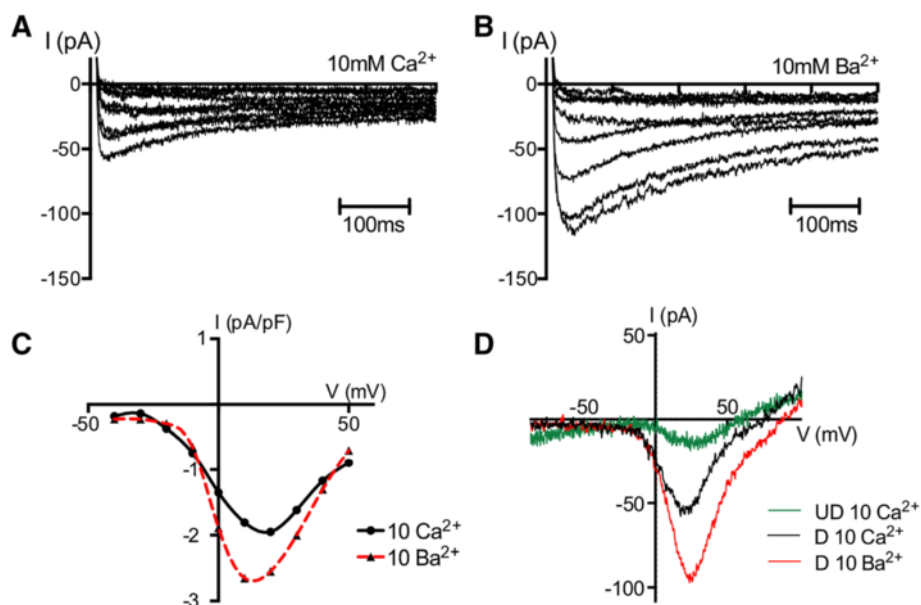 A
I (pA)
10mM Ca²⁺
0
-50
-100
-150
100ms
B
I (pA)
10mM Ba²⁺
0
-50
-100
-150
100ms
C
I (pA/pF)
1
V (mV)
-50
50
-1
-2
-3
10 Ca²⁺
10 Ba²⁺
D
I (pA)
50
-50
50
V (mV)
-50
-100
UD 10 Ca²⁺
D 10 Ca²⁺
D 10 Ba²⁺